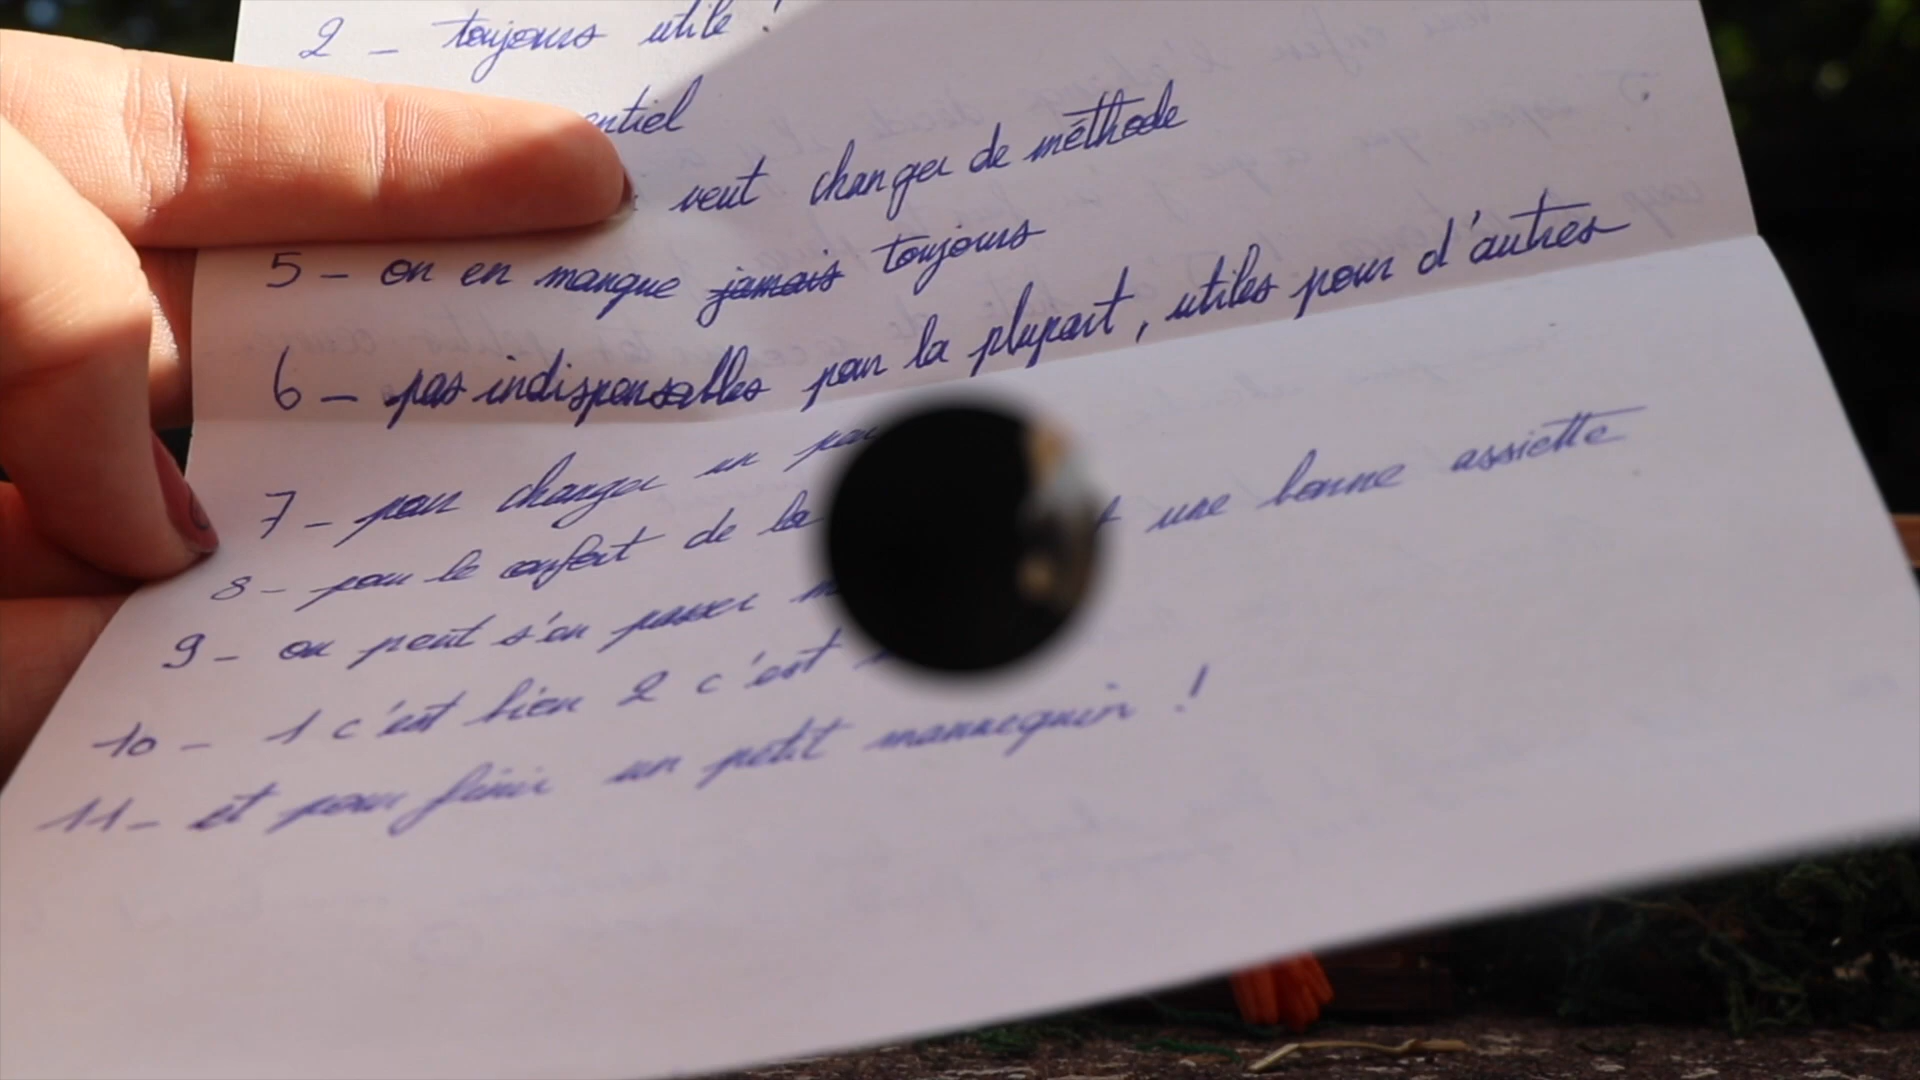 2 - toujours utile !
entiel
veut changer de méthode
5 - on en manque jamais toujours
6 - pas indispensables pour la plupart, utiles pour d'autres
7 - pour changer un
8 - pour le confort de la une bonne assiette
9 - on peut s'en passer
10 - 1 c'est bien 2 c'est
11 - et pour finir un petit mannequin !